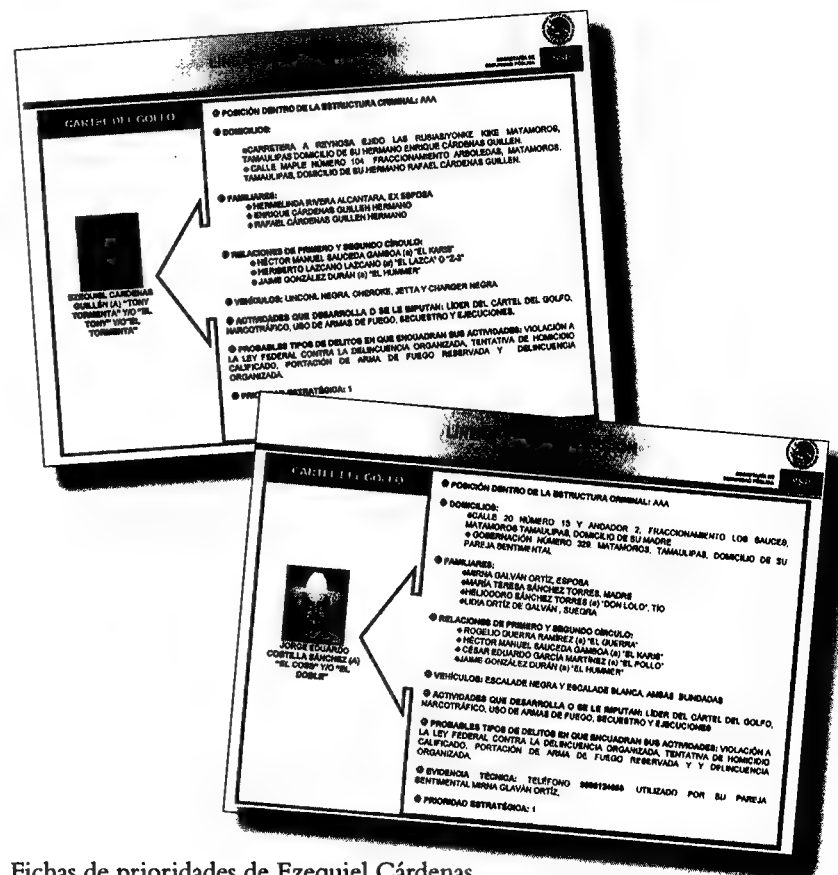 SECRETARÍA DE
SEGURIDAD PÚBLICA
SSP
CARTEL DEL GOLFO
POSICIÓN DENTRO DE LA ESTRUCTURA CRIMINAL: AAA
DOMICILIOS:
CARRETERA A REYNOSA EJIDO LAS RUSIAS/YONKE KIKE MATAMOROS,
TAMAULIPAS DOMICILIO DE SU HERMANO ENRIQUE CÁRDENAS GUILLEN.
CALLE MAPLE NÚMERO 104 FRACCIONAMIENTO ARBOLEDAS, MATAMOROS.
TAMAULIPAS, DOMICILIO DE SU HERMANO RAFAEL CÁRDENAS GUILLEN.
FAMILIARES:
HERMELINDA RIVERA ALCANTARA, EX ESPOSA
ENRIQUE CÁRDENAS GUILLEN HERMANO
RAFAEL CÁRDENAS GUILLEN HERMANO
RELACIONES DE PRIMERO Y SEGUNDO CÍRCULO:
HÉCTOR MANUEL SAUCEDA GAMBOA (a) "EL KARIS"
HERIBERTO LAZCANO LAZCANO (a) "EL LAZCA" O "Z-3"
JAIME GONZÁLEZ DURÁN (a) "EL HUMMER"
EZEQUIEL CARDENAS
GUILLÉN (A) "TONY
TORMENTA" Y/O "EL
TONY" Y/O "EL
TORMENTA"
VEHÍCULOS: LINCONL NEGRA, CHEROKE, JETTA Y CHARGER NEGRA
ACTIVIDADES QUE DESARROLLA O SE LE IMPUTAN: LÍDER DEL CÁRTEL DEL GOLFO,
NARCOTRÁFICO, USO DE ARMAS DE FUEGO, SECUESTRO Y EJECUCIONES.
PROBABLES TIPOS DE DELITOS EN QUE ENCUADRAN SUS ACTIVIDADES: VIOLACIÓN A
LA LEY FEDERAL CONTRA LA DELINCUENCIA ORGANIZADA, TENTATIVA DE HOMICIDIO
CALIFICADO, PORTACIÓN DE ARMA DE FUEGO RESERVADA Y DELINCUENCIA
ORGANIZADA.
ESTRATÉGICA: 1
SECRETARÍA DE
SEGURIDAD PÚBLICA
SSP
CARTEL DEL GOLFO
POSICIÓN DENTRO DE LA ESTRUCTURA CRIMINAL: AAA
DOMICILIOS:
CALLE 20 NÚMERO 15 Y ANDADOR 2, FRACCIONAMIENTO LOS SAUCES,
MATAMOROS TAMAULIPAS, DOMICILIO DE SU MADRE
GOBERNACIÓN NÚMERO 329, MATAMOROS, TAMAULIPAS, DOMICILIO DE SU
PAREJA SENTIMENTAL
FAMILIARES:
MIRNA GALVÁN ORTÍZ, ESPOSA
MARÍA TERESA SÁNCHEZ TORRES, MADRE
HELIODORO SÁNCHEZ TORRES (a) "DON LOLO", TÍO
LIDIA ORTÍZ DE GALVÁN , SUEGRA
RELACIONES DE PRIMERO Y SEGUNDO CÍRCULO:
ROGELIO GUERRA RAMÍREZ (a) "EL GUERRA"
HÉCTOR MANUEL SAUCEDA GAMBOA (a) "EL KARIS"
CÉSAR EDUARDO GARCÍA MARTÍNEZ (a) "EL POLLO"
JAIME GONZÁLEZ DURÁN (a) "EL HUMMER"
JORGE EDUARDO
COSTILLA SÁNCHEZ (A)
"EL COSS" Y/O "EL
DOBLE"
VEHÍCULOS: ESCALADE NEGRA Y ESCALADE BLANCA, AMBAS BLINDADAS
ACTIVIDADES QUE DESARROLLA O SE LE IMPUTAN: LÍDER DEL CÁRTEL DEL GOLFO,
NARCOTRÁFICO, USO DE ARMAS DE FUEGO, SECUESTRO Y EJECUCIONES
PROBABLES TIPOS DE DELITOS EN QUE ENCUADRAN SUS ACTIVIDADES: VIOLACIÓN A
LA LEY FEDERAL CONTRA LA DELINCUENCIA ORGANIZADA, TENTATIVA DE HOMICIDIO
CALIFICADO, PORTACIÓN DE ARMA DE FUEGO RESERVADA Y Y DELINCUENCIA
ORGANIZADA.
EVIDENCIA TÉCNICA: TELÉFONO UTILIZADO POR SU PAREJA
SENTIMENTAL MIRNA GLAVÁN ORTÍZ.
PRIORIDAD ESTRATÉGICA: 1
Fichas de prioridades de Ezequiel Cárdenas